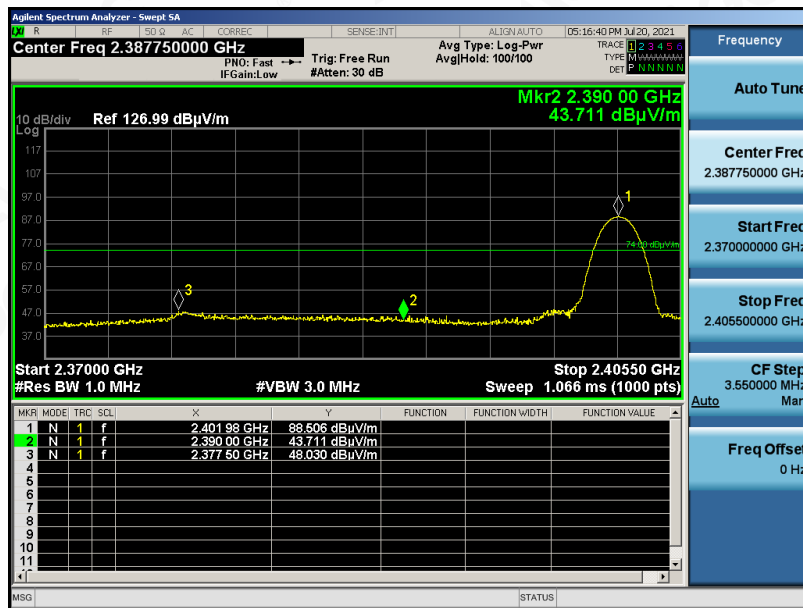 Agilent Spectrum Analyzer - Swept SA
R RF 50 Ω AC CORREC SENSE:INT ALIGN AUTO 05:16:40 PM Jul 20, 2021
Center Freq 2.387750000 GHz
PNO: Fast
IFGain:Low
Trig: Free Run
#Atten: 30 dB
Avg Type: Log-Pwr
Avg|Hold: 100/100
TRACE 1 2 3 4 5 6
TYPE M
DET P N N N N N
Mkr2 2.390 00 GHz
43.711 dBµV/m
10 dB/div Ref 126.99 dBµV/m
Log
117
107
97.0
87.0
77.0
67.0
57.0
47.0
37.0
1
74.00 dBµV/m
3
2
Start 2.37000 GHz Stop 2.40550 GHz
#Res BW 1.0 MHz #VBW 3.0 MHz Sweep 1.066 ms (1000 pts)
MKR MODE TRC SCL X Y FUNCTION FUNCTION WIDTH FUNCTION VALUE
1 N 1 f 2.401 98 GHz 88.506 dBµV/m
2 N 1 f 2.390 00 GHz 43.711 dBµV/m
3 N 1 f 2.377 50 GHz 48.030 dBµV/m
4
5
6
7
8
9
10
11
MSG STATUS
Frequency
Auto Tune
Center Freq
2.387750000 GHz
Start Freq
2.370000000 GHz
Stop Freq
2.405500000 GHz
CF Step
3.550000 MHz
Auto Man
Freq Offset
0 Hz